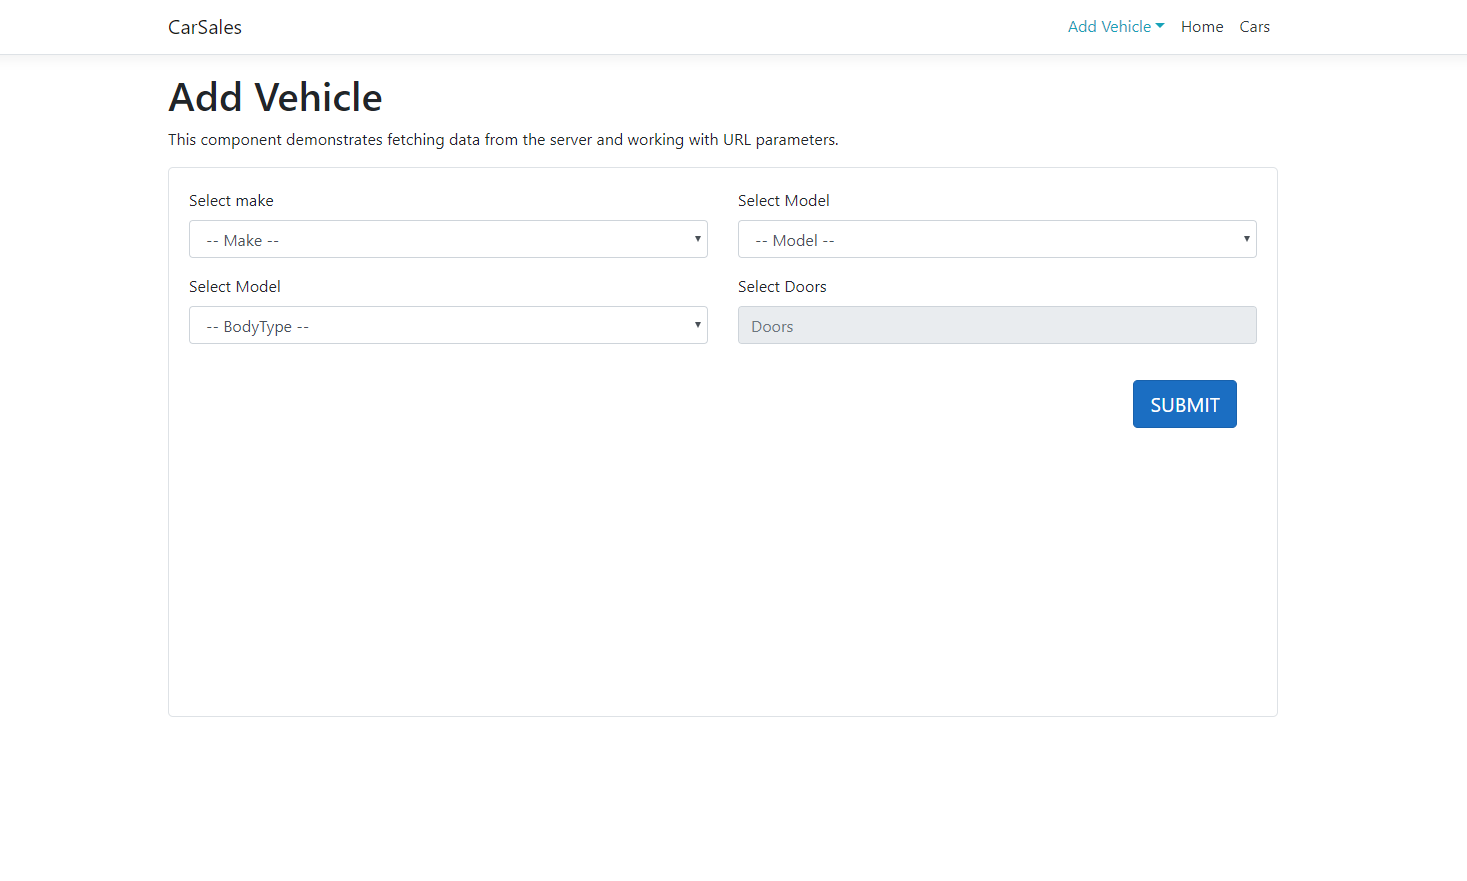 CarSales
Add Vehicle Home Cars
Add Vehicle
This component demonstrates fetching data from the server and working with URL parameters.
Select make
-- Make --
Select Model
-- Model --
Select Model
-- BodyType --
Select Doors
Doors
SUBMIT